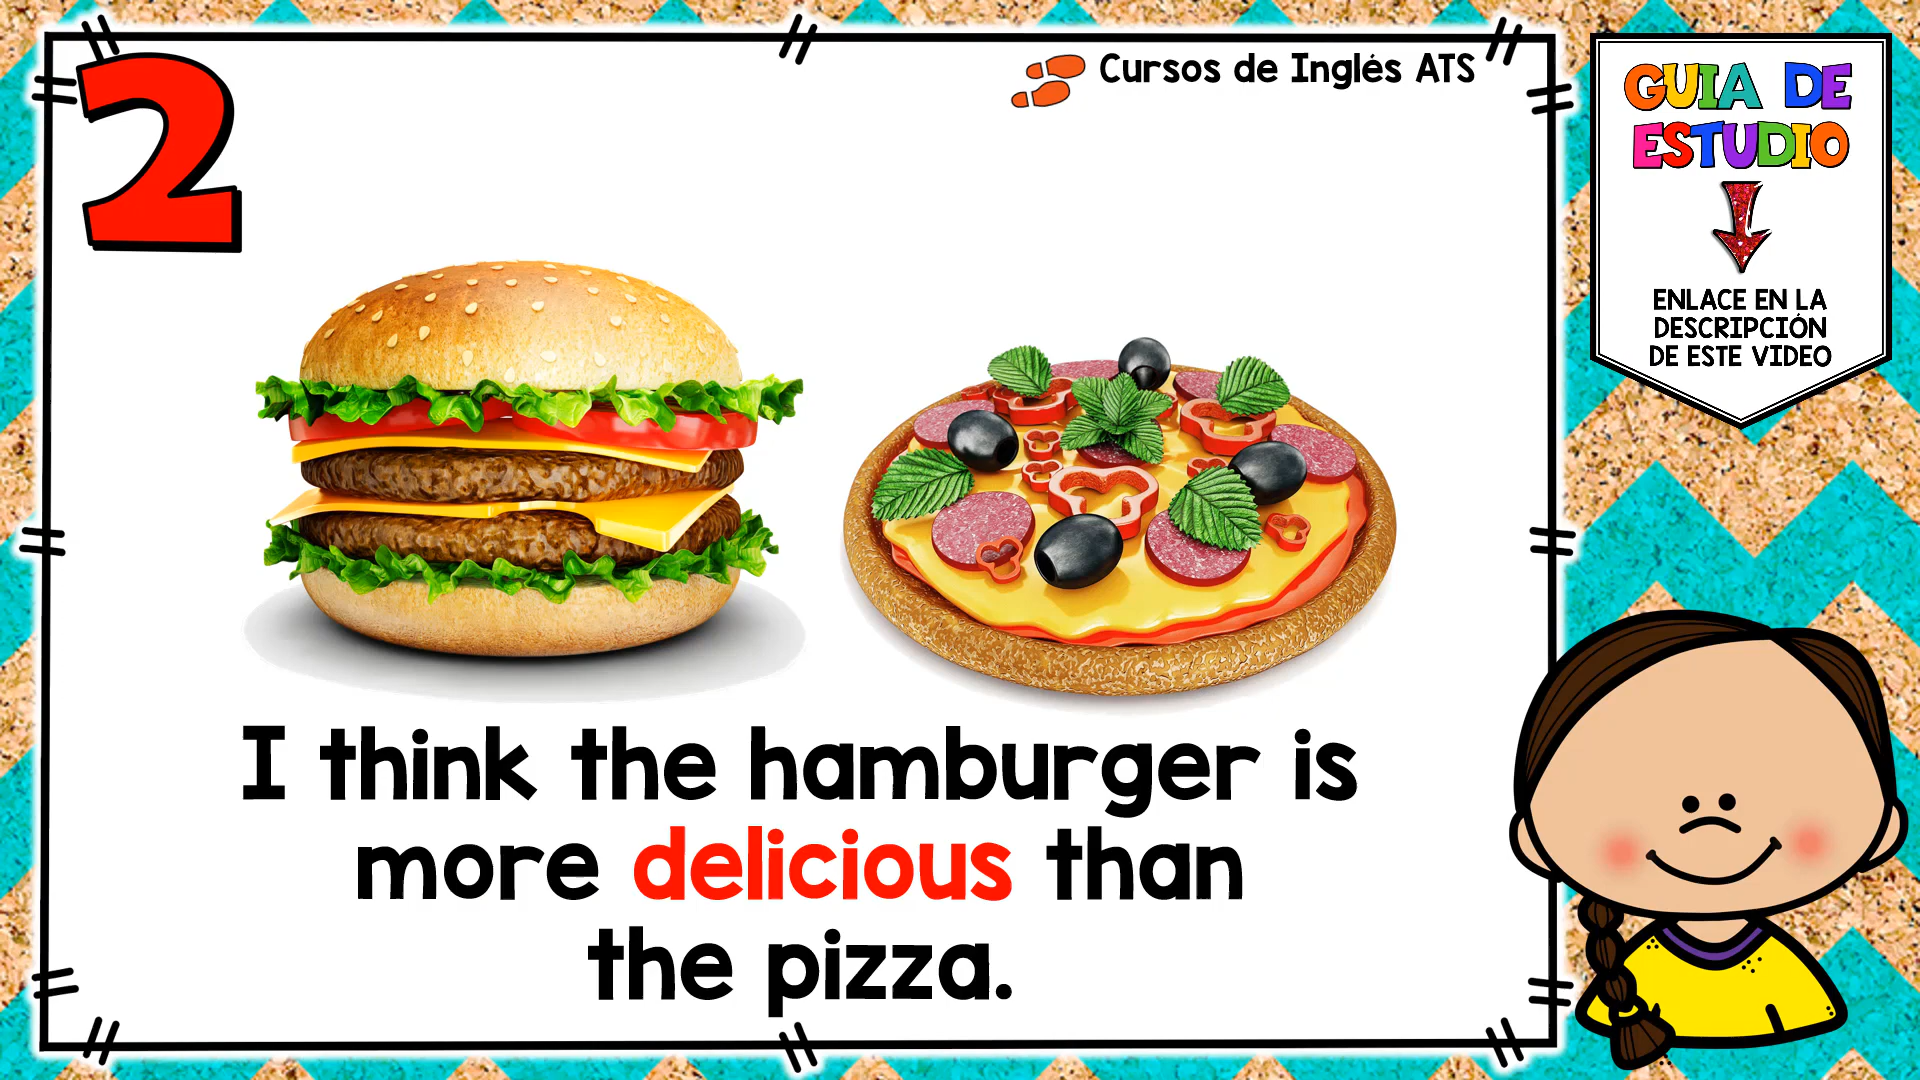 2
Cursos de Inglés ATS
GUIA DE
ESTUDIO
ENLACE EN LA
DESCRIPCIÓN
DE ESTE VIDEO
I think the hamburger is
more delicious than
the pizza.